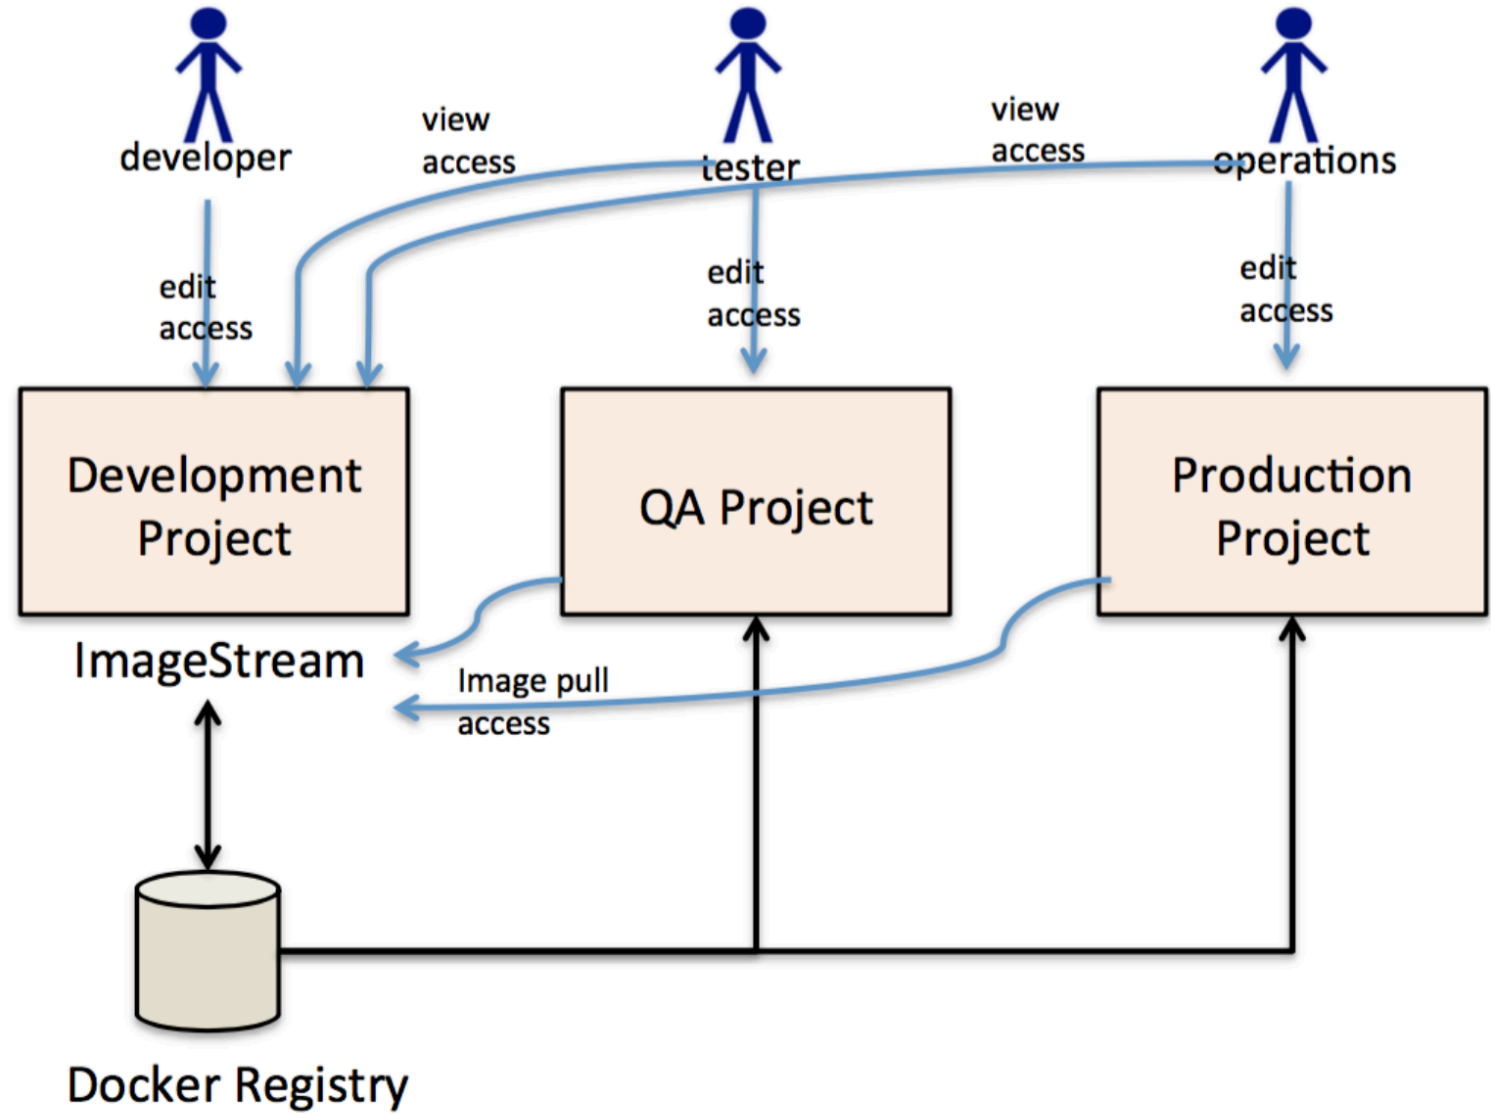 developer
view
access
tester
view
access
operations
edit
access
edit
access
edit
access
Development
Project
QA Project
Production
Project
ImageStream
Image pull
access
Docker Registry